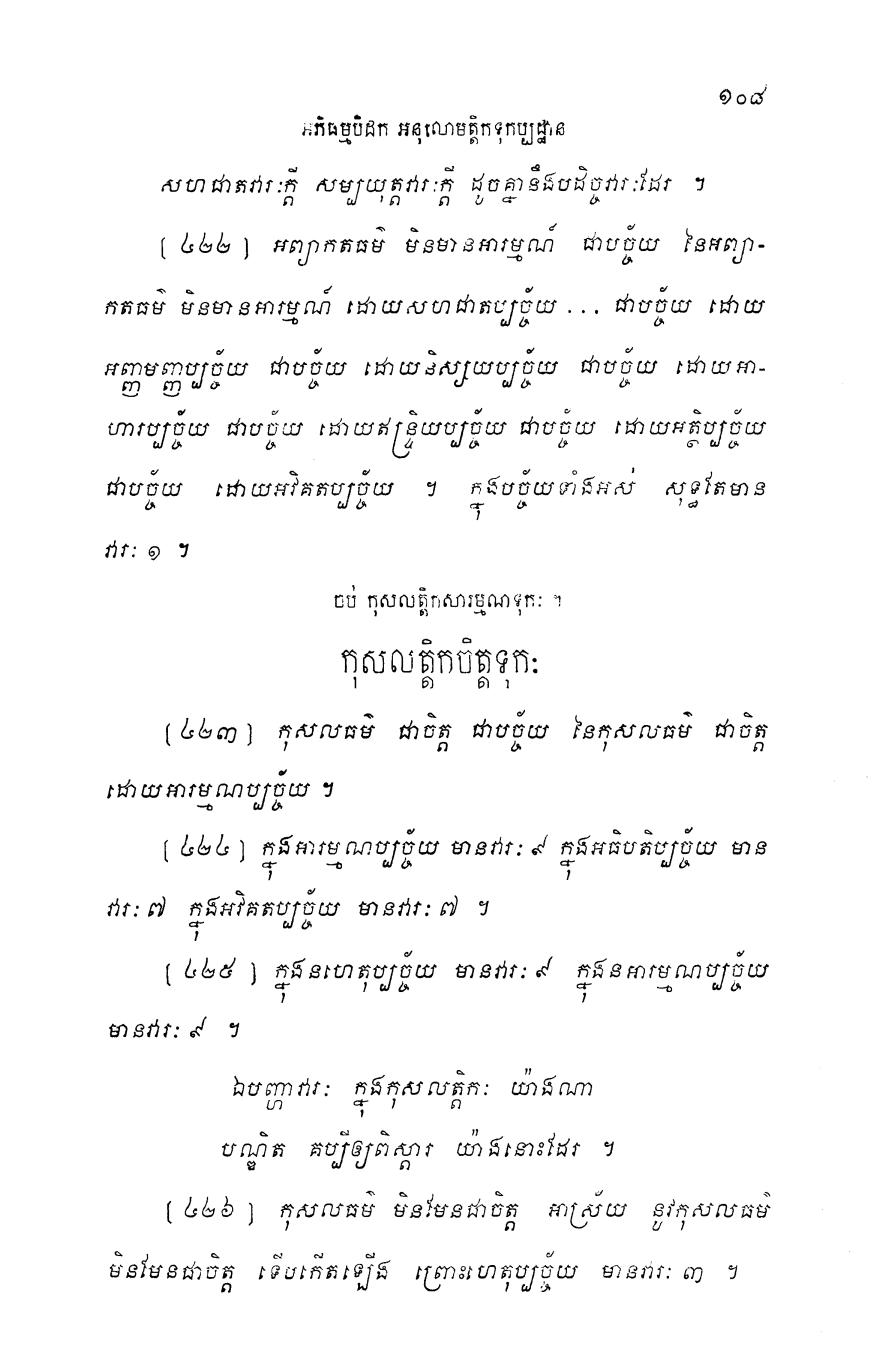 ១០៨
អភិធម្មបិដក អនុលោមត្តិកទុកប្បដ្ឋាន
សហជាតវារៈក្តី សម្បយុត្តវារៈក្តី ដូចគ្នានឹងបដិច្ចវារៈដែរ ។
( ៤២២ ) អព្យាកតធម៌ មិនមានអារម្មណ៍ ជាបច្ច័យ នៃអព្យា-
កតធម៌ មិនមានអារម្មណ៍ ដោយសហជាតប្បច្ច័យ ... ជាបច្ច័យ ដោយ
អញ្ញមញ្ញប្បច្ច័យ ជាបច្ច័យ ដោយនិស្សយប្បច្ច័យ ជាបច្ច័យ ដោយអា-
ហារប្បច្ច័យ ជាបច្ច័យ ដោយឥន្ទ្រិយប្បច្ច័យ ជាបច្ច័យ ដោយអត្ថិប្បច្ច័យ
ជាបច្ច័យ ដោយអវិគតប្បច្ច័យ ។ ក្នុងបច្ច័យទាំងអស់ សុទ្ធតែមាន
វារៈ ១ ។
ចប់ កុសលត្តិកសារម្មណទុកៈ ។
កុសលត្តិកចិត្តទុកៈ
( ៤២៣ ) កុសលធម៌ ជាចិត្ត ជាបច្ច័យ នៃកុសលធម៌ ជាចិត្ត
ដោយអារម្មណប្បច្ច័យ ។
( ៤២៤ ) ក្នុងអារម្មណប្បច្ច័យ មានវារៈ ៩ ក្នុងអធិបតិប្បច្ច័យ មាន
វារៈ ៧ ក្នុងអវិគតប្បច្ច័យ មានវារៈ ៧ ។
( ៤២៥ ) ក្នុងនហេតុប្បច្ច័យ មានវារៈ ៩ ក្នុងនអារម្មណប្បច្ច័យ
មានវារៈ ៩ ។
ឯបញ្ហាវារៈ ក្នុងកុសលត្តិកៈ យ៉ាងណា
បណ្ឌិត គប្បីឲ្យពិស្តារ យ៉ាងនោះដែរ ។
( ៤២៦ ) កុសលធម៌ មិនមែនជាចិត្ត អាស្រ័យ នូវកុសលធម៌
មិនមែនជាចិត្ត ទើបកើតឡើង ព្រោះហេតុប្បច្ច័យ មានវារៈ ៣ ។